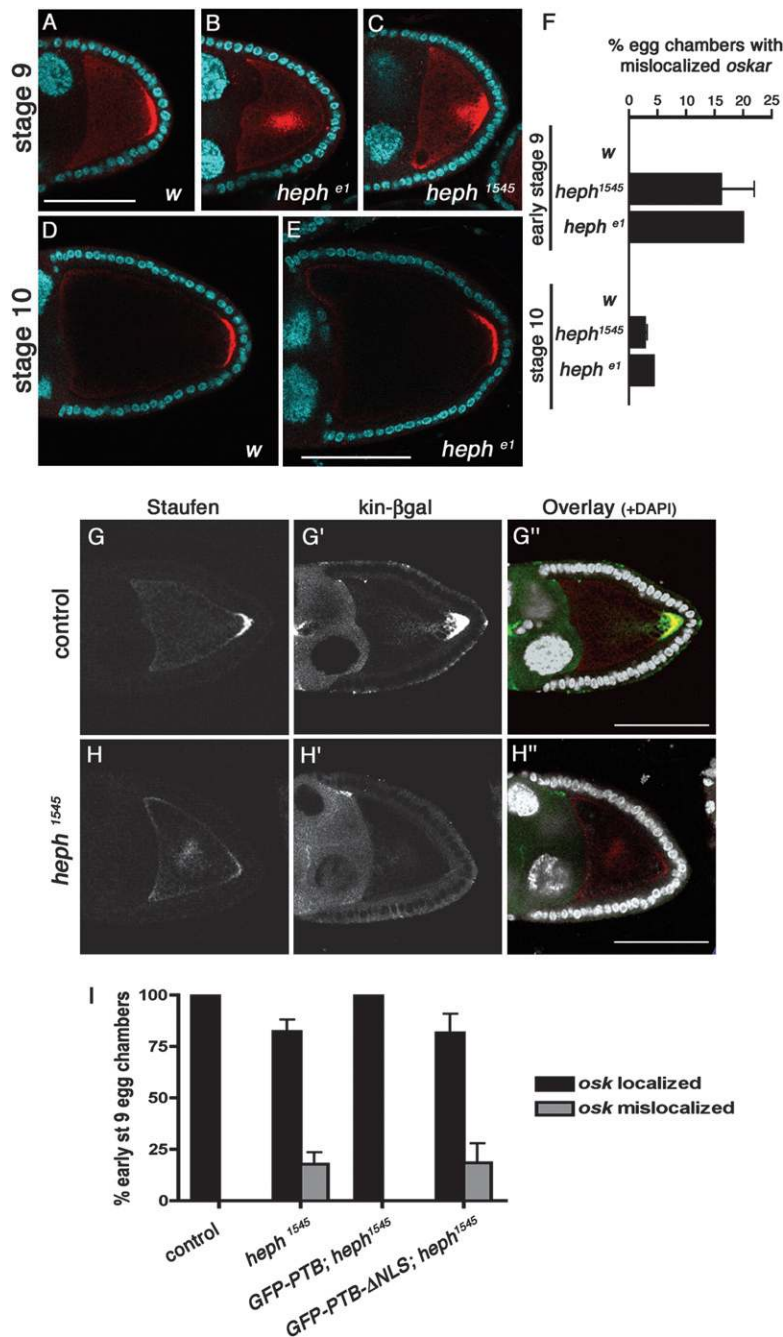 A
B
C
stage 9
w
heph e1
heph 1545
D
E
stage 10
w
heph e1
F
% egg chambers with
mislocalized oskar
0 5 10 15 20 25
early stage 9
w
heph1545
heph e1
stage 10
w
heph1545
heph e1
Staufen
kin-βgal
Overlay (+DAPI)
control
G
G'
G''
heph 1545
H
H'
H''
I
% early st 9 egg chambers
100
75
50
25
0
control
heph 1545
GFP-PTB; heph1545
GFP-PTB-ΔNLS; heph1545
osk localized
osk mislocalized